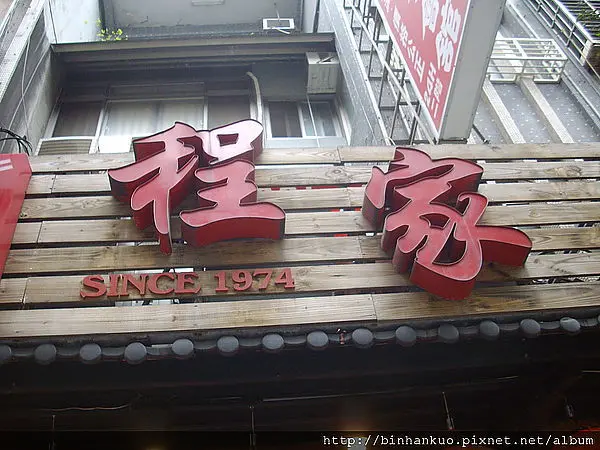 程家
SINCE 1974
http://binhankuo.pixnet.net/album